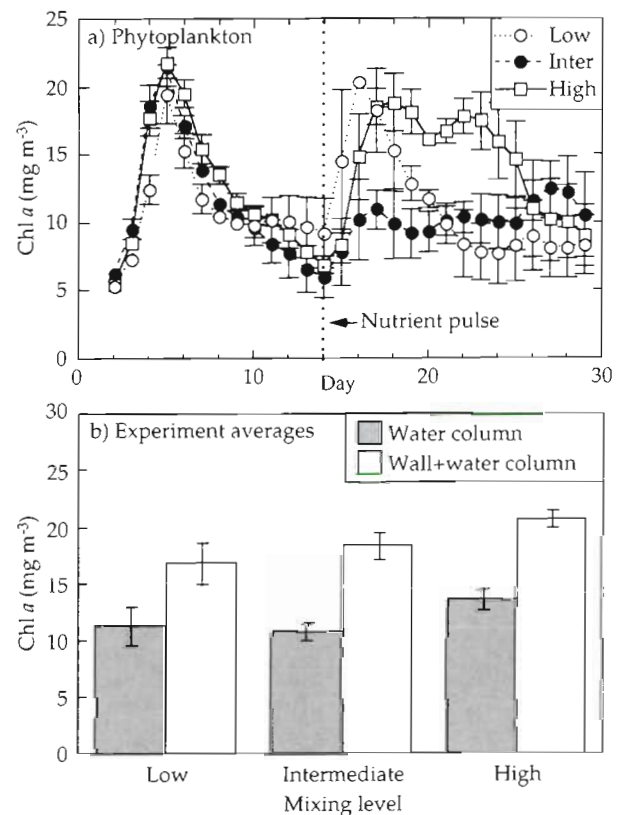 a) Phytoplankton
Low
Inter
High
Chl a (mg m-3)
25
20
15
10
5
0
Nutrient pulse
0
10
20
30
Day
b) Experiment averages
Water column
Wall+water column
Chl a (mg m-3)
30
25
20
15
10
5
0
Low
Intermediate
High
Mixing level